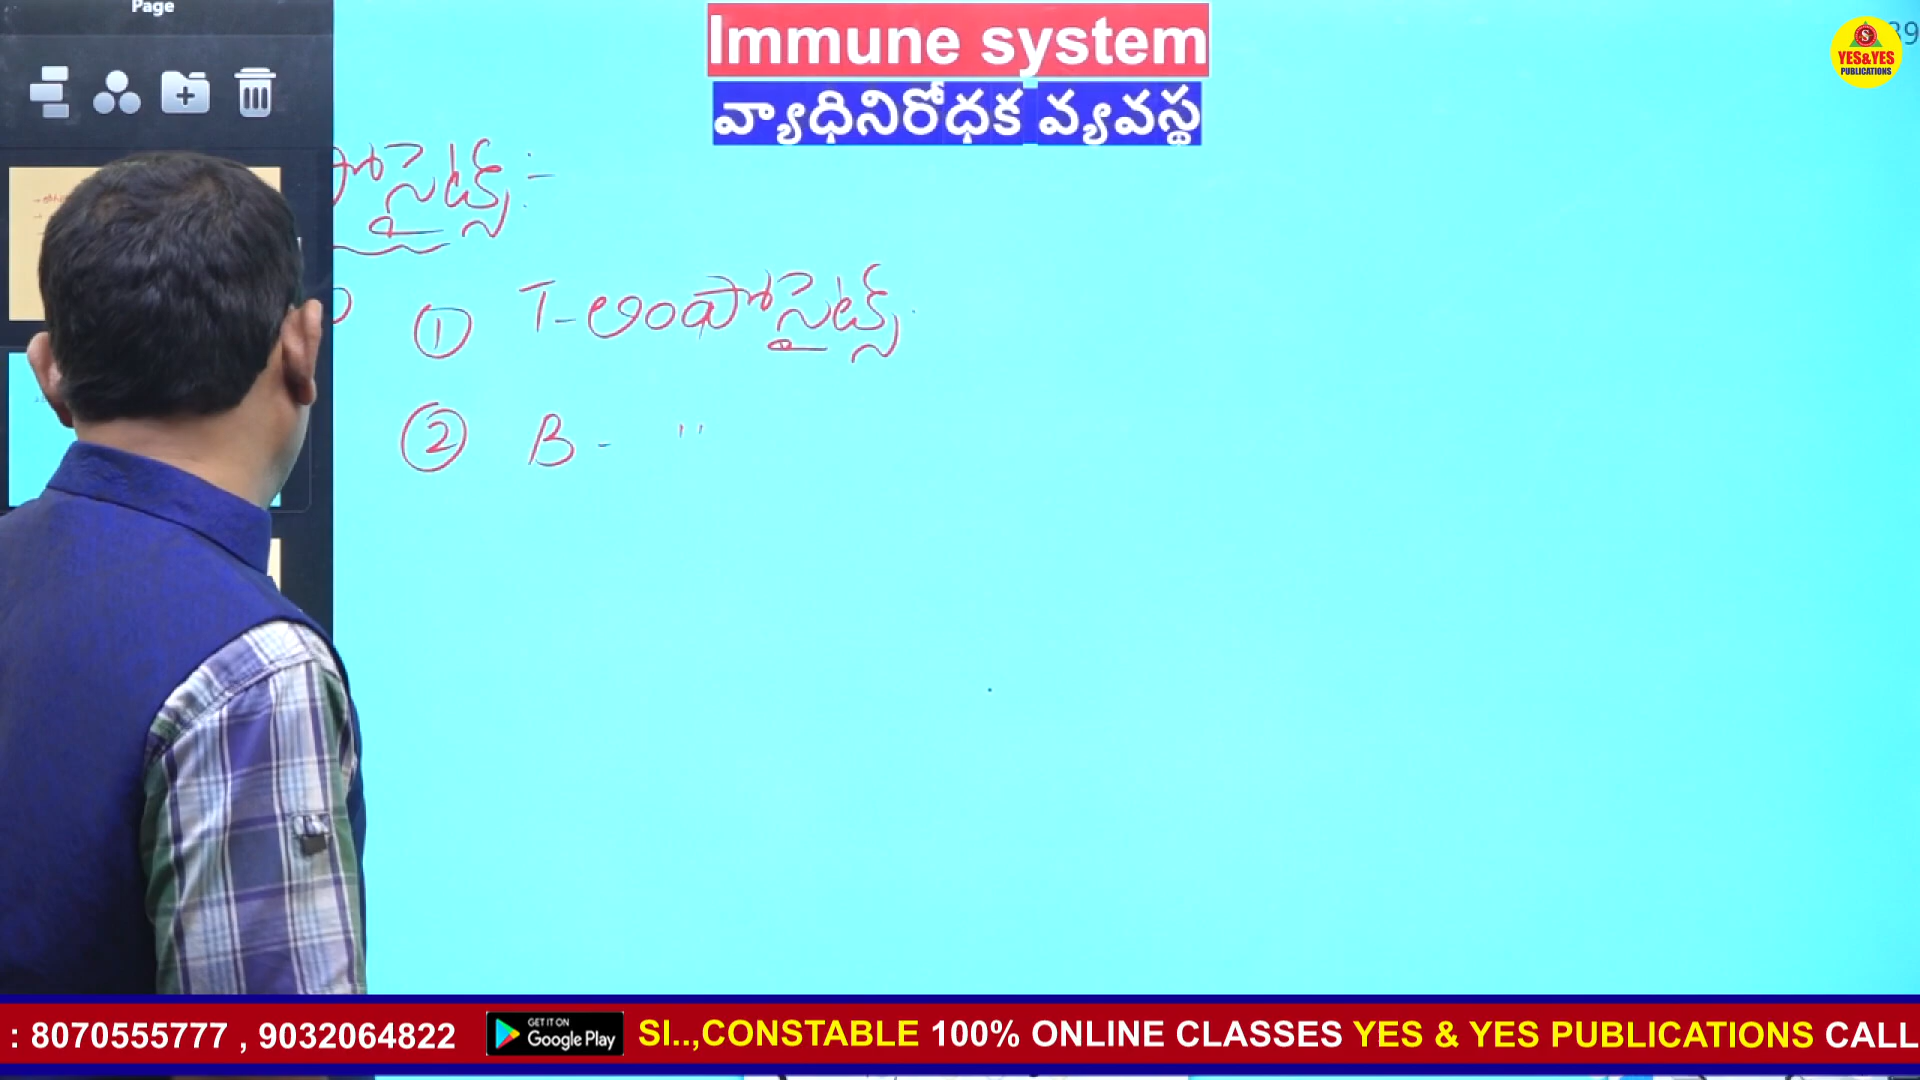 Page
Immune system
39
YES&YES
PUBLICATIONS
వ్యాధినిరోధక వ్యవస్థ
ఫోసైట్స్:-
① T-లింఫోసైట్స్
② B- "
: 8070555777 , 9032064822 GET IT ON Google Play SI..,CONSTABLE 100% ONLINE CLASSES YES & YES PUBLICATIONS CALL